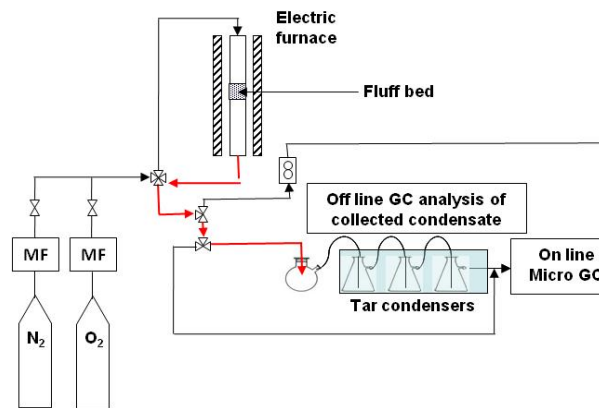 Electric
furnace
Fluff bed
Off line GC analysis of
collected condensate
MF
MF
On line
Micro GC
Tar condensers
N₂
O₂